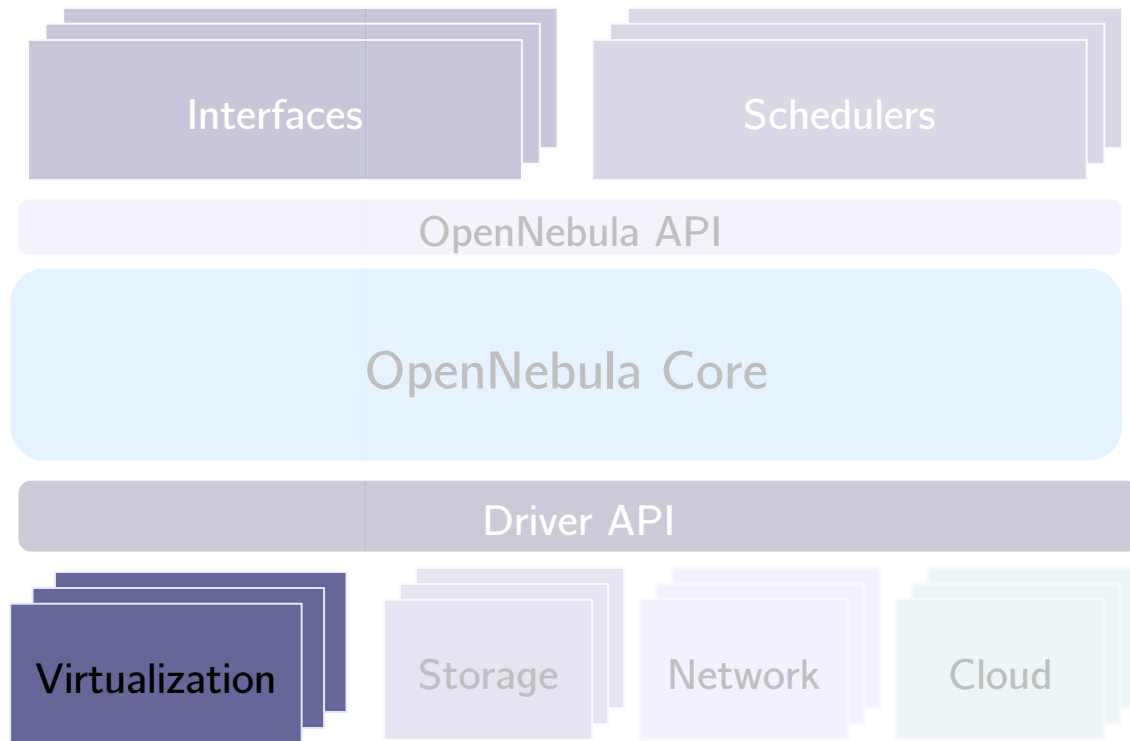 Interfaces
Schedulers
OpenNebula API
OpenNebula Core
Driver API
Virtualization
Storage
Network
Cloud